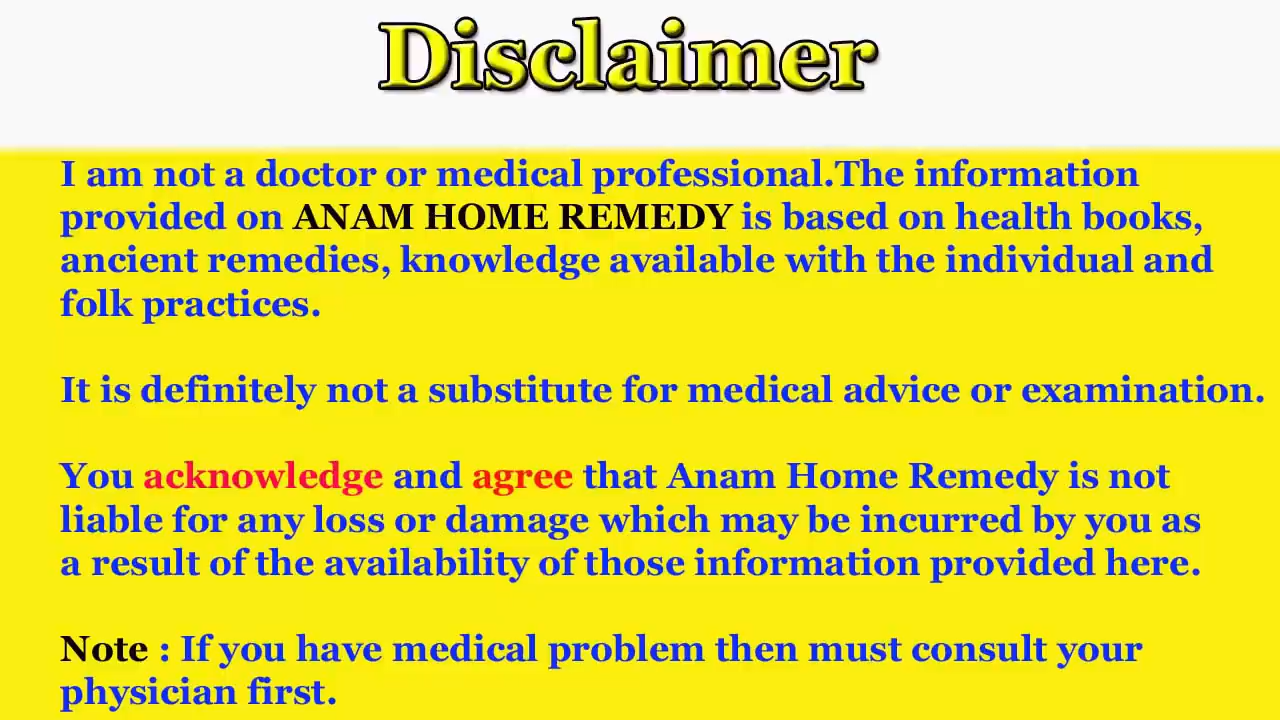 Disclaimer
I am not a doctor or medical professional.The information
provided on ANAM HOME REMEDY is based on health books,
ancient remedies, knowledge available with the individual and
folk practices.
It is definitely not a substitute for medical advice or examination.
You acknowledge and agree that Anam Home Remedy is not
liable for any loss or damage which may be incurred by you as
a result of the availability of those information provided here.
Note : If you have medical problem then must consult your
physician first.